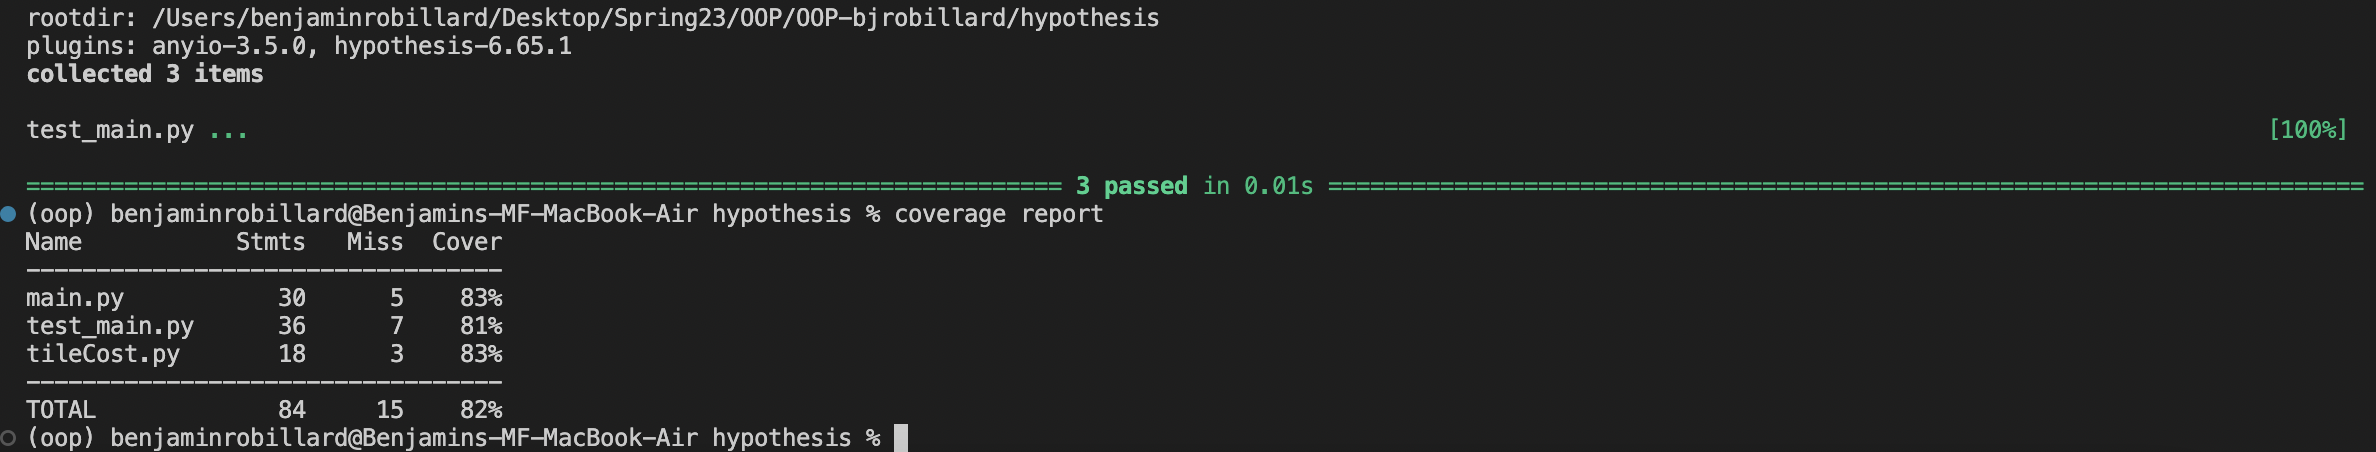 rootdir: /Users/benjaminrobillard/Desktop/Spring23/OOP/OOP-bjrobillard/hypothesis
plugins: anyio-3.5.0, hypothesis-6.65.1
collected 3 items
test_main.py ... [100%]
========================================================================== 3 passed in 0.01s ==========================================================================
(oop) benjaminrobillard@Benjamins-MF-MacBook-Air hypothesis % coverage report
Name           Stmts   Miss  Cover
----------------------------------
main.py           30      5    83%
test_main.py      36      7    81%
tileCost.py       18      3    83%
----------------------------------
TOTAL             84     15    82%
(oop) benjaminrobillard@Benjamins-MF-MacBook-Air hypothesis %